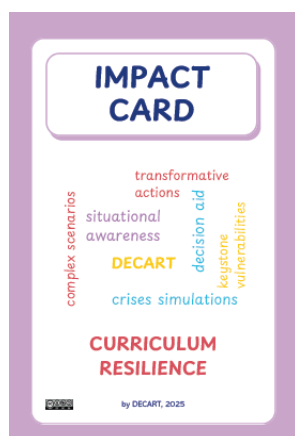 IMPACT
CARD
transformative
actions
complex scenarios
situational
awareness
decision aid
keystone
vulnerabilities
DECART
crises simulations
CURRICULUM
RESILIENCE
by DECART, 2025